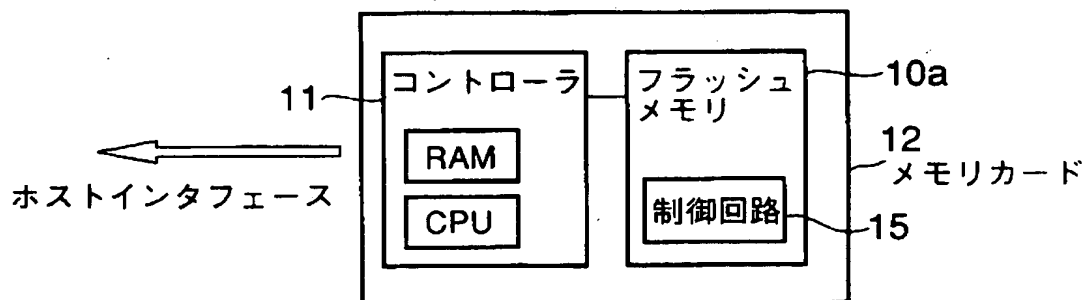 コントローラ
11
RAM
CPU
フラッシュ
メモリ
10a
制御回路
15
12
メモリカード
ホストインタフェース